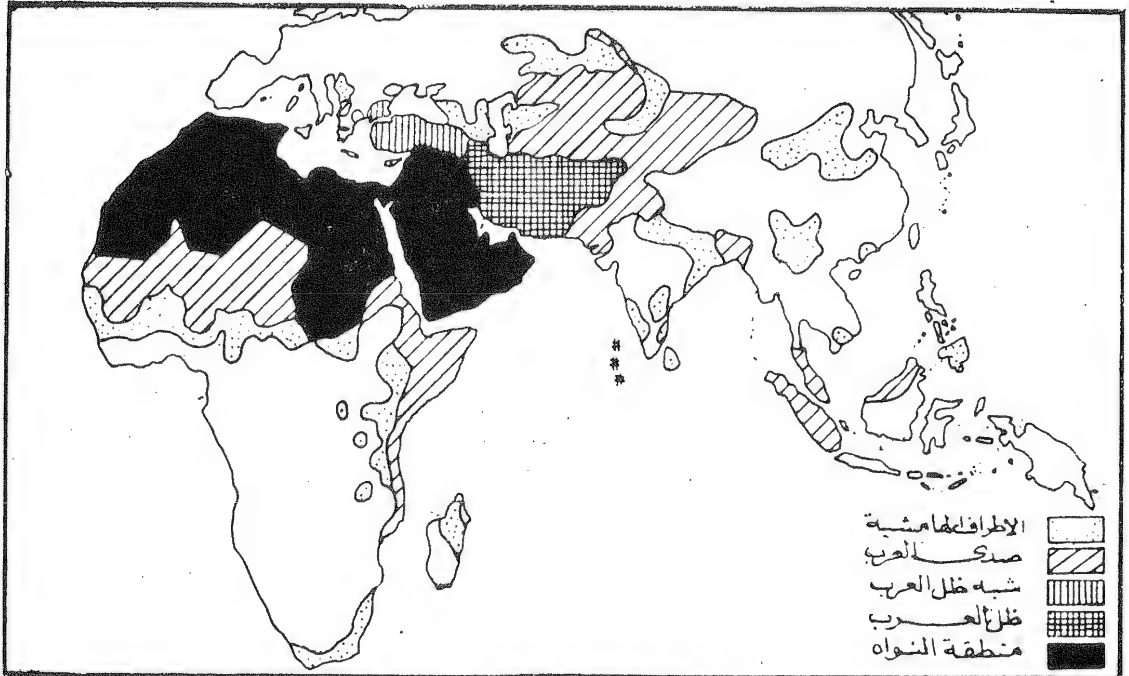 الاطراف الهامشية
صدى العرب
شبه ظل العرب
ظل العرب
منطقة النواه